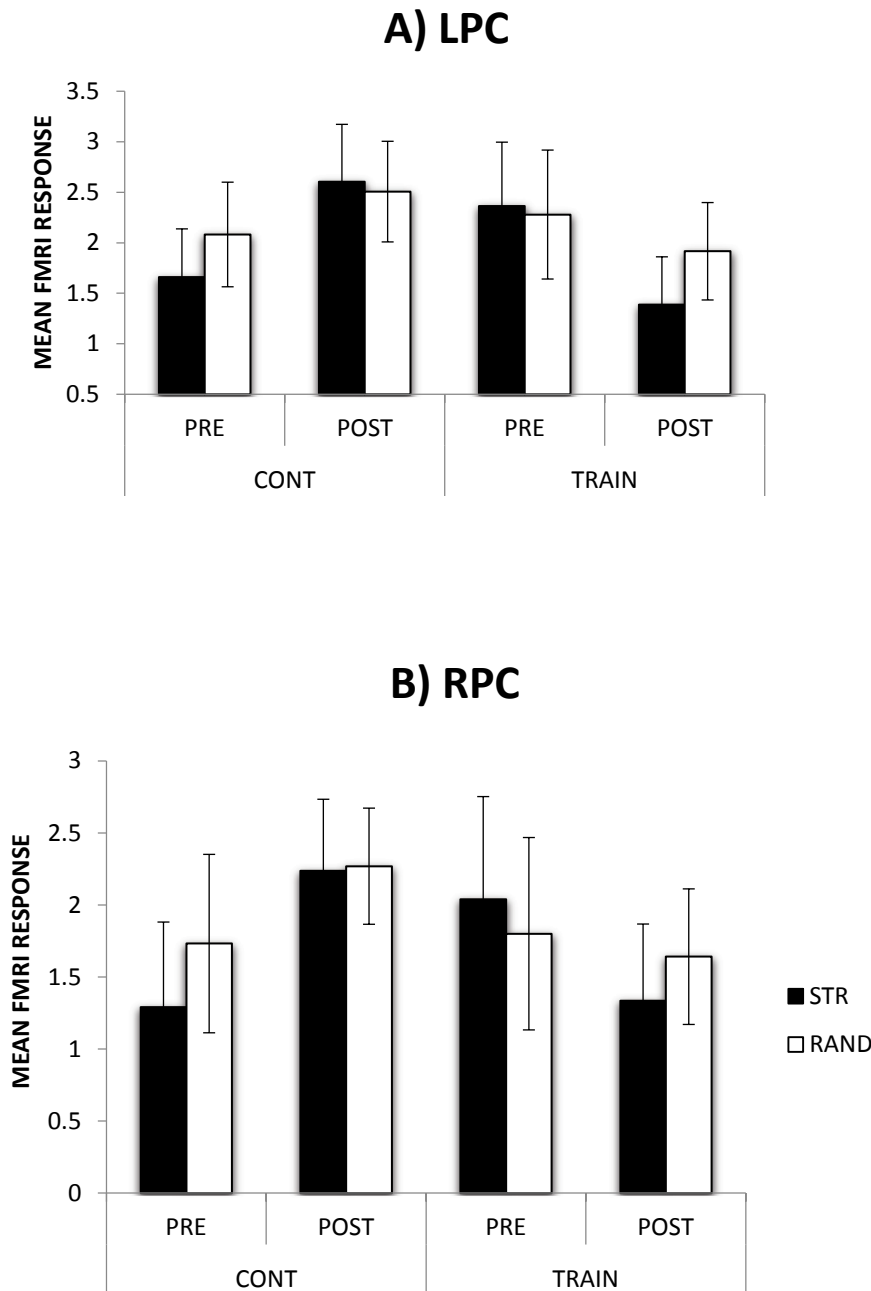 A) LPC
MEAN FMRI RESPONSE
3.5
3
2.5
2
1.5
1
0.5
PRE POST PRE POST
CONT TRAIN
B) RPC
MEAN FMRI RESPONSE
3
2.5
2
1.5
1
0.5
0
PRE POST PRE POST
CONT TRAIN
STR
RAND